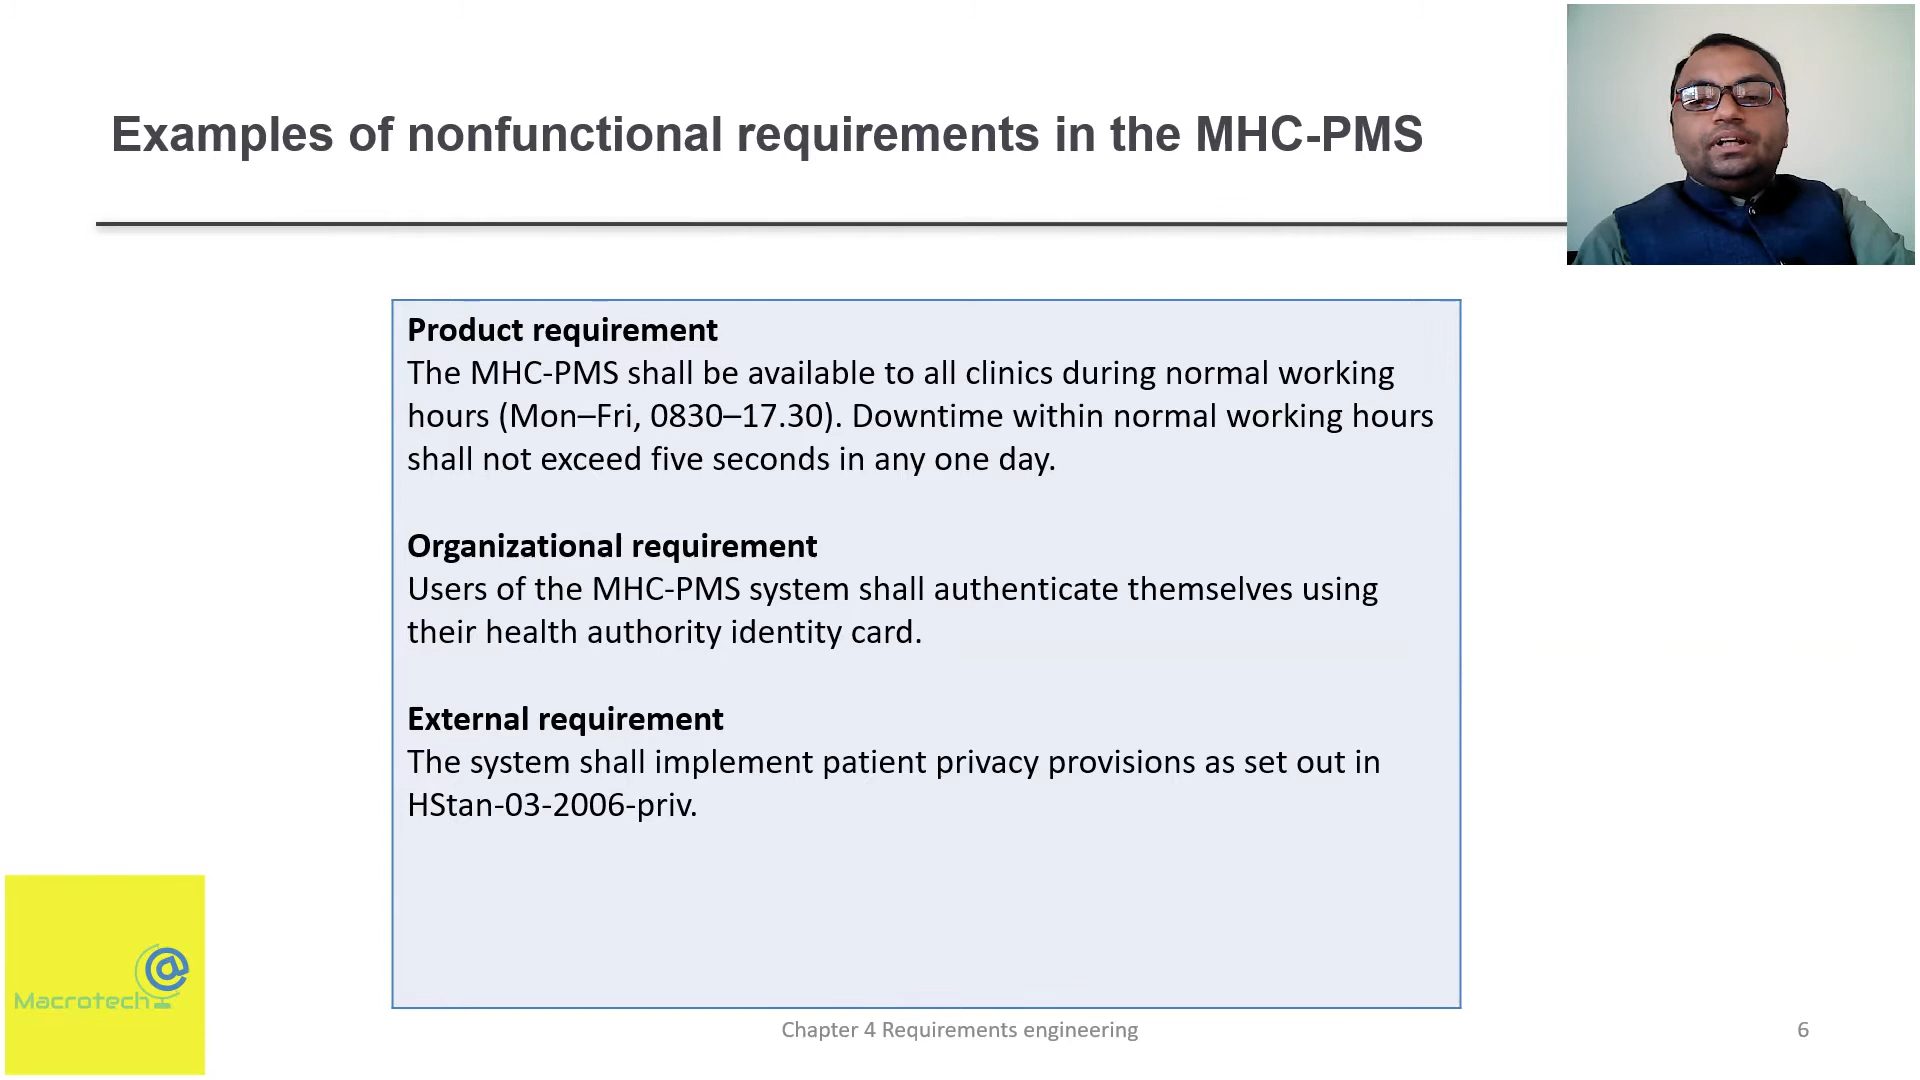 Examples of nonfunctional requirements in the MHC-PMS
Product requirement
The MHC-PMS shall be available to all clinics during normal working
hours (Mon–Fri, 0830–17.30). Downtime within normal working hours
shall not exceed five seconds in any one day.
Organizational requirement
Users of the MHC-PMS system shall authenticate themselves using
their health authority identity card.
External requirement
The system shall implement patient privacy provisions as set out in
HStan-03-2006-priv.
@
Macrotech
Chapter 4 Requirements engineering
6